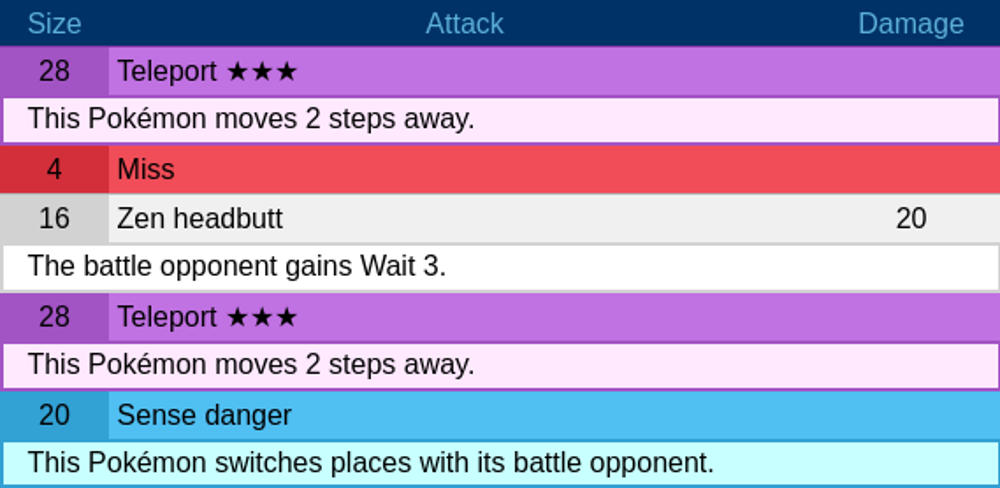 Size Attack Damage
28 Teleport ★★★
This Pokémon moves 2 steps away.
4 Miss
16 Zen headbutt 20
The battle opponent gains Wait 3.
28 Teleport ★★★
This Pokémon moves 2 steps away.
20 Sense danger
This Pokémon switches places with its battle opponent.